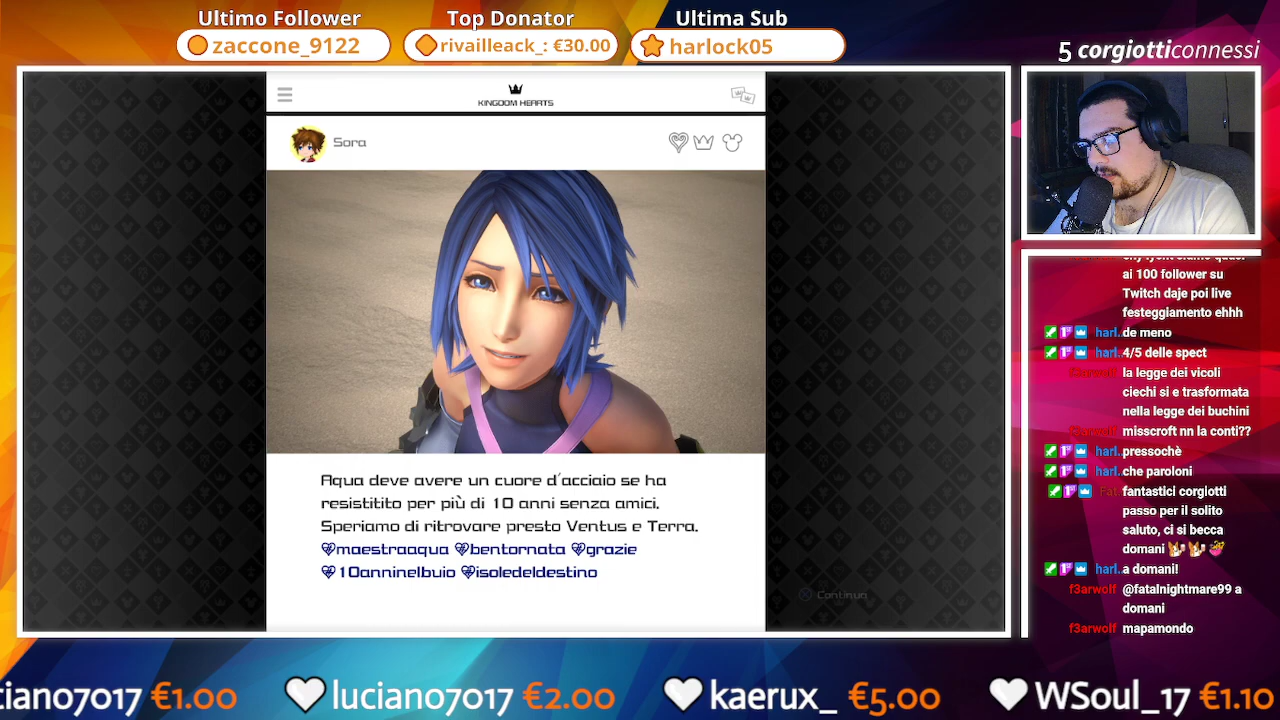 Ultimo Follower
zaccone_9122
Top Donator
rivailleack_: €30.00
Ultima Sub
harlock05
5 corgiotticonnessi
KINGDOM HEARTS
Sora
Aqua deve avere un cuore d'acciaio se ha
resistitito per più di 10 anni senza amici.
Speriamo di ritrovare presto Ventus e Terra.
maestraaqua bentornata grazie
10anninelbuio isoledeldestino
Continua
ai 100 follower su
Twitch daje poi live
festeggiamento ehhh
harl. de meno
harl. 4/5 delle spect
f3arwolf la legge dei vicoli
ciechi si e trasformata
nella legge dei buchini
f3arwolf misscroft nn la conti??
harl. pressochè
harl. che paroloni
Fat. fantastici corgiotti
passo per il solito
saluto, ci si becca
domani
harl. a domani!
f3arwolf @fatalnightmare99 a
domani
f3arwolf mapamondo
ciano7017 €1.00 luciano7017 €2.00 kaerux_ €5.00 WSoul_17 €1.10